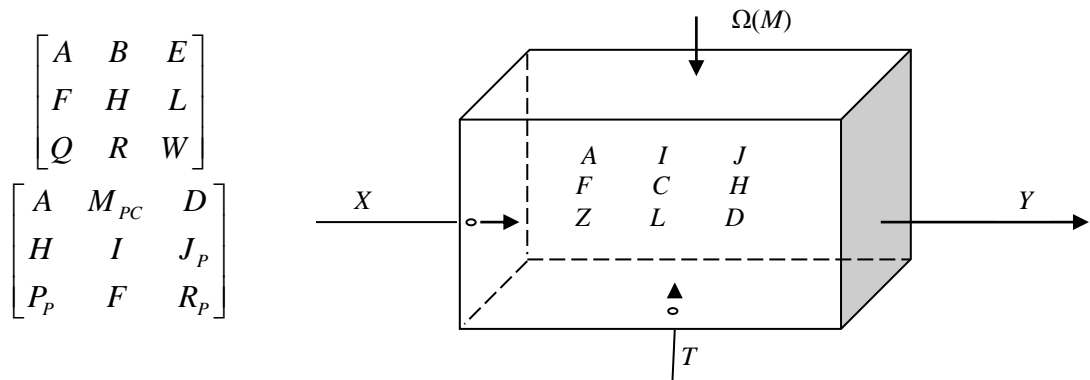 A B E
F H L
Q R W
A M_PC D
H I J_P
P_P F R_P
Ω(M)
A I J
F C H
Z L D
X
Y
T